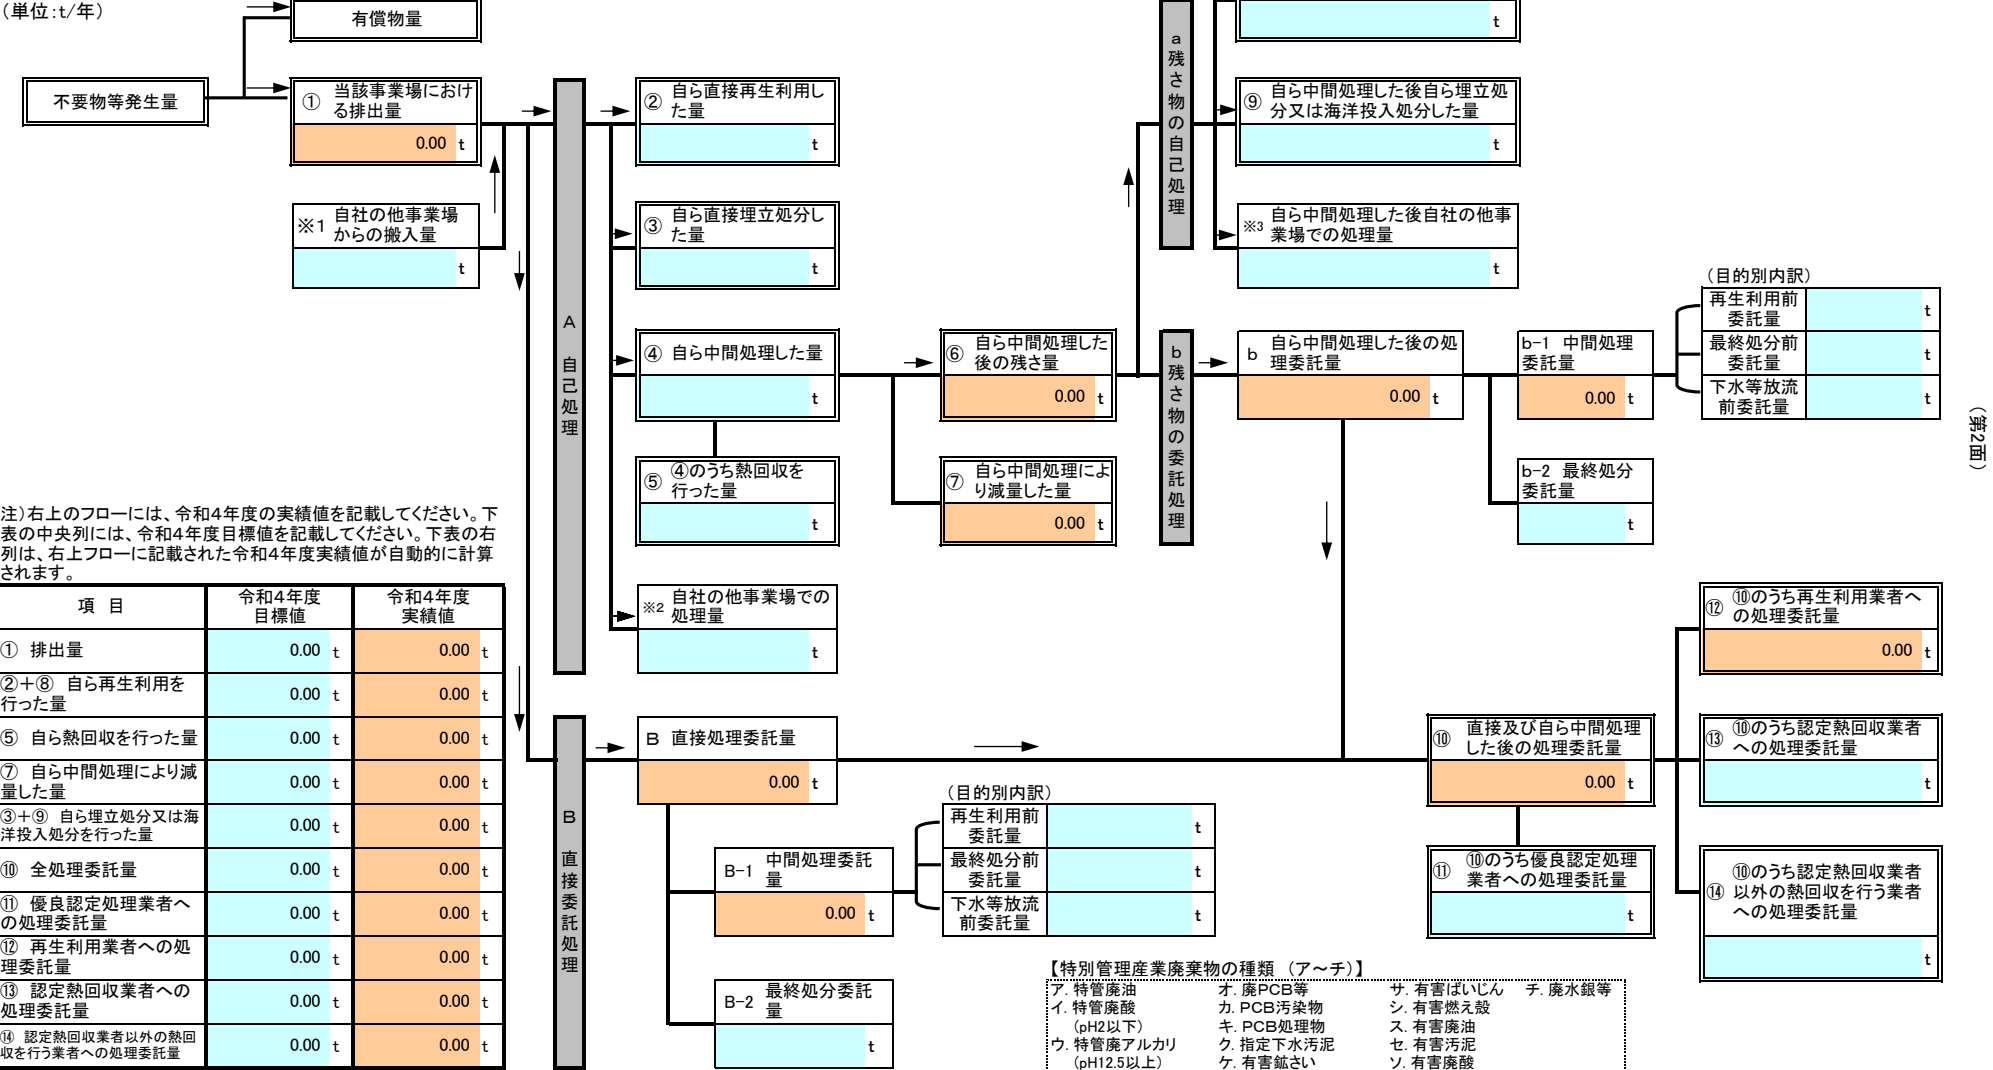 （単位：t/年）
有償物量
不要物等発生量
① 当該事業場におけ
る排出量
0.00 t
※1 自社の他事業場
からの搬入量
t
A 自己処理
② 自ら直接再生利用し
た量
t
③ 自ら直接埋立処分し
た量
t
④ 自ら中間処理した量
t
⑤ ④のうち熱回収を
行った量
t
※2 自社の他事業場での
処理量
t
⑥ 自ら中間処理した
後の残さ量
0.00 t
⑦ 自ら中間処理によ
り減量した量
0.00 t
a 残さ物の自己処理
t
⑨ 自ら中間処理した後自ら埋立処
分又は海洋投入処分した量
t
※3 自ら中間処理した後自社の他事
業場での処理量
t
b 残さ物の委託処理
b 自ら中間処理した後の処
理委託量
0.00 t
b-1 中間処理
委託量
0.00 t
b-2 最終処分
委託量
t
（目的別内訳）
再生利用前
委託量
t
最終処分前
委託量
t
下水等放流
前委託量
t
（第2面）
注）右上のフローには、令和4年度の実績値を記載してください。下
表の中央列には、令和4年度目標値を記載してください。下表の右
列は、右上フローに記載された令和4年度実績値が自動的に計算
されます。
項 目 令和4年度
目標値 令和4年度
実績値
① 排出量 0.00 t 0.00 t
②＋⑧ 自ら再生利用を
行った量 0.00 t 0.00 t
⑤ 自ら熱回収を行った量 0.00 t 0.00 t
⑦ 自ら中間処理により減
量した量 0.00 t 0.00 t
③＋⑨ 自ら埋立処分又は海
洋投入処分を行った量 0.00 t 0.00 t
⑩ 全処理委託量 0.00 t 0.00 t
⑪ 優良認定処理業者へ
の処理委託量 0.00 t 0.00 t
⑫ 再生利用業者への処
理委託量 0.00 t 0.00 t
⑬ 認定熱回収業者への
処理委託量 0.00 t 0.00 t
⑭ 認定熱回収業者以外の熱回
収を行う業者への処理委託量 0.00 t 0.00 t
B 直接委託処理
B 直接処理委託量
0.00 t
B-1 中間処理委託
量
0.00 t
B-2 最終処分委託
量
t
（目的別内訳）
再生利用前
委託量
t
最終処分前
委託量
t
下水等放流
前委託量
t
⑩ 直接及び自ら中間処理
した後の処理委託量
0.00 t
⑪ ⑩のうち優良認定処理
業者への処理委託量
t
⑫ ⑩のうち再生利用業者へ
の処理委託量
0.00 t
⑬ ⑩のうち認定熱回収業者
への処理委託量
t
⑭ ⑩のうち認定熱回収業者
以外の熱回収を行う業者
への処理委託量
t
【特別管理産業廃棄物の種類 （ア～チ）】
ア. 特管廃油 オ. 廃PCB等 サ. 有害ばいじん チ. 廃水銀等
イ. 特管廃酸 カ. PCB汚染物 シ. 有害燃え殻
（pH2以下） キ. PCB処理物 ス. 有害廃油
ウ. 特管廃アルカリ ク. 指定下水汚泥 セ. 有害汚泥
（pH12.5以上） ケ. 有害鉱さい ソ. 有害廃酸